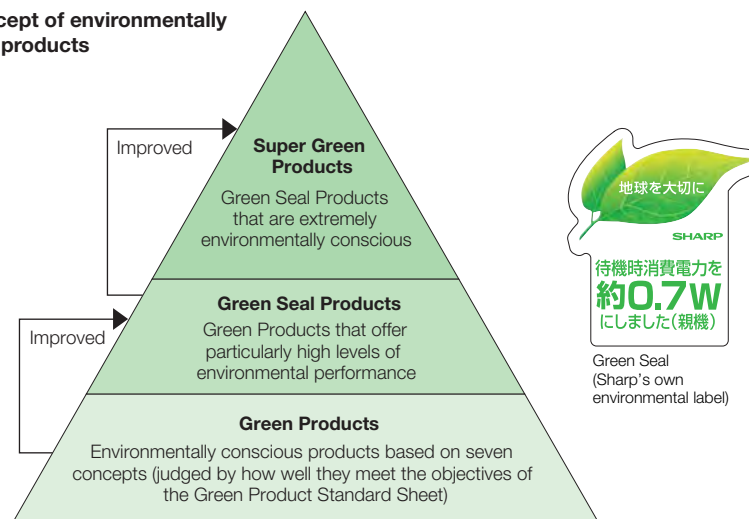 cept of environmentally
products
Improved
Super Green
Products
Green Seal Products
that are extremely
environmentally conscious
Improved
Green Seal Products
Green Products that offer
particularly high levels of
environmental performance
Green Products
Environmentally conscious products based on seven
concepts (judged by how well they meet the objectives of
the Green Product Standard Sheet)
地球を大切に
SHARP
待機時消費電力を
約0.7W
にしました(親機)
Green Seal
(Sharp's own
environmental label)